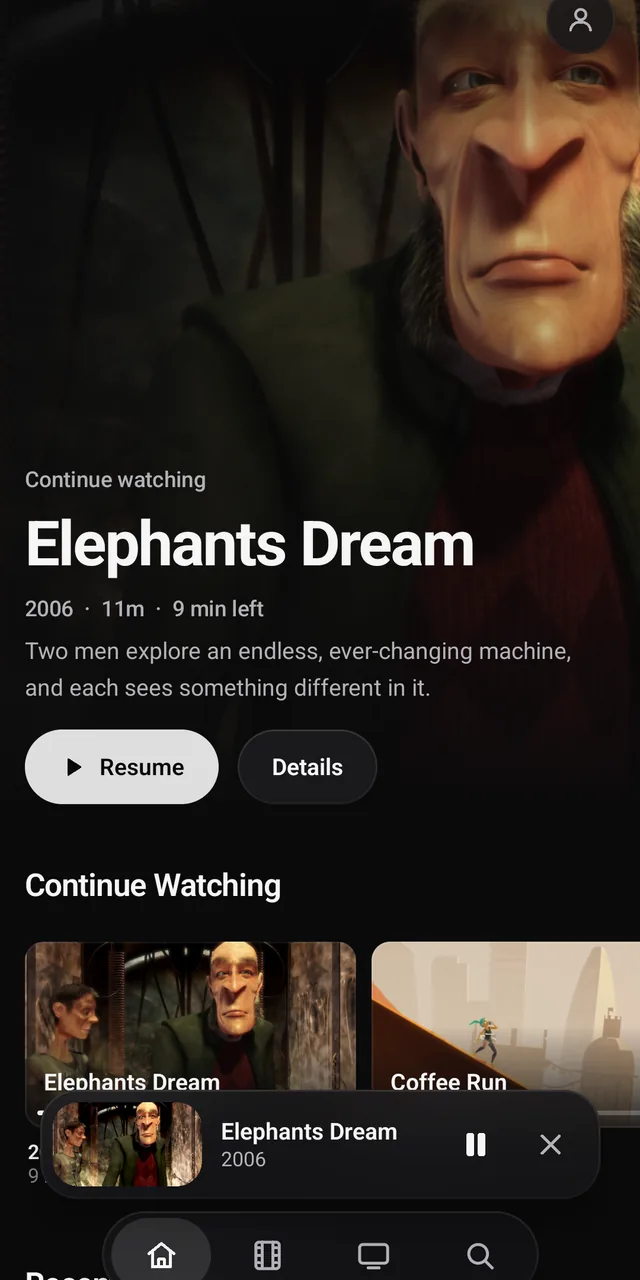 Continue watching
Elephants Dream
2006 · 11m · 9 min left
Two men explore an endless, ever-changing machine,
and each sees something different in it.
Resume
Details
Continue Watching
Elephants Dream
Coffee Run
Elephants Dream
2006